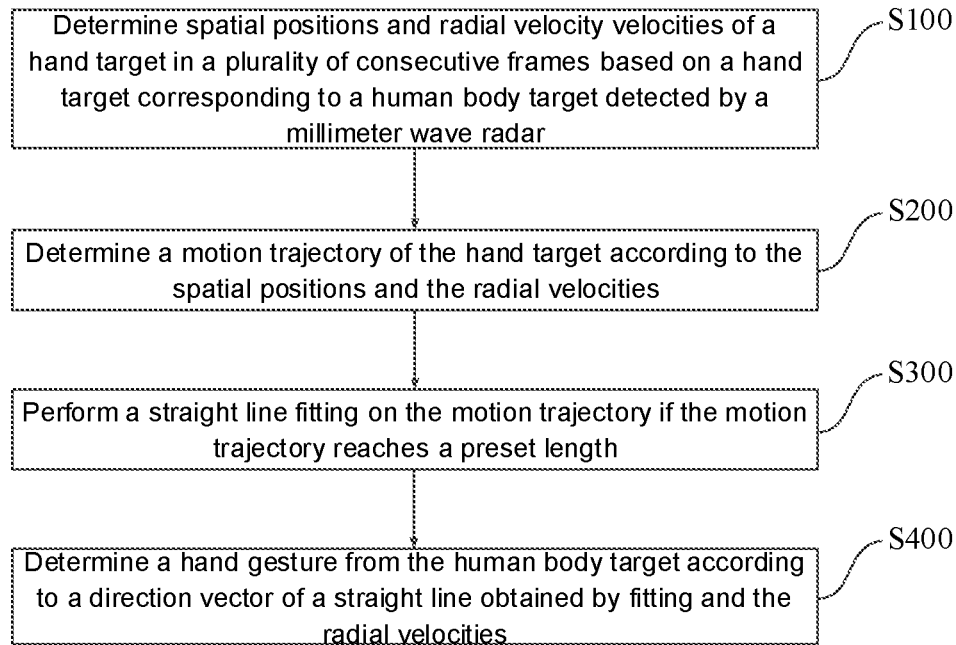 Determine spatial positions and radial velocity velocities of a
hand target in a plurality of consecutive frames based on a hand
target corresponding to a human body target detected by a
millimeter wave radar
S100
Determine a motion trajectory of the hand target according to the
spatial positions and the radial velocities
S200
Perform a straight line fitting on the motion trajectory if the motion
trajectory reaches a preset length
S300
Determine a hand gesture from the human body target according
to a direction vector of a straight line obtained by fitting and the
radial velocities
S400